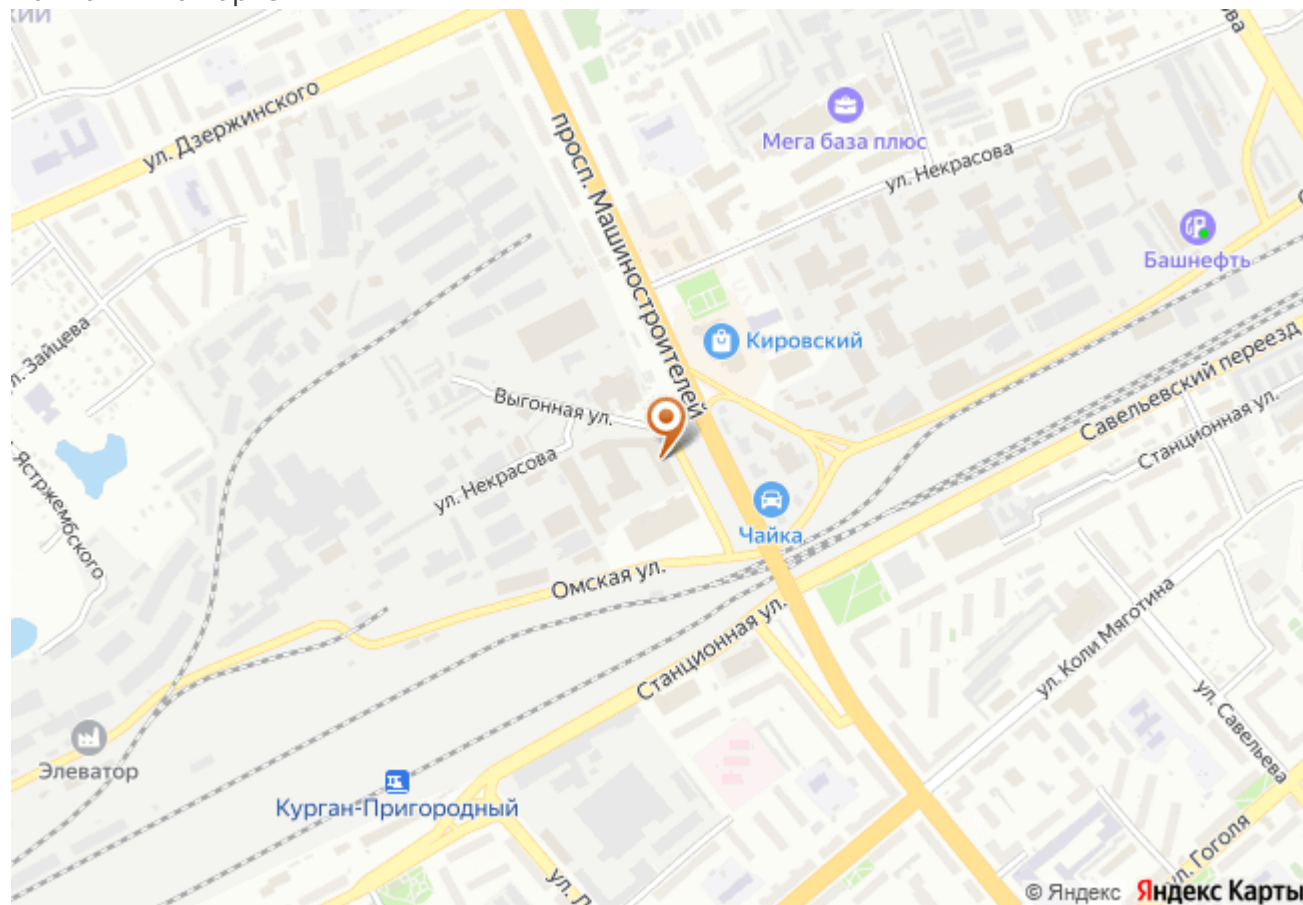 ул. Дзержинского
просп. Машиностроителей
Мега база плюс
ул. Некрасова
Башнефть
Кировский
Зайцева
Выгонная ул.
ул. Некрасова
Савельевский переезд
Станционная ул.
Ястржембского
Чайка
Омская ул.
Станционная ул.
ул. Коли Мяготина
ул. Савельева
Элеватор
Курган-Пригородный
ул. Гоголя
© Яндекс Яндекс Карты